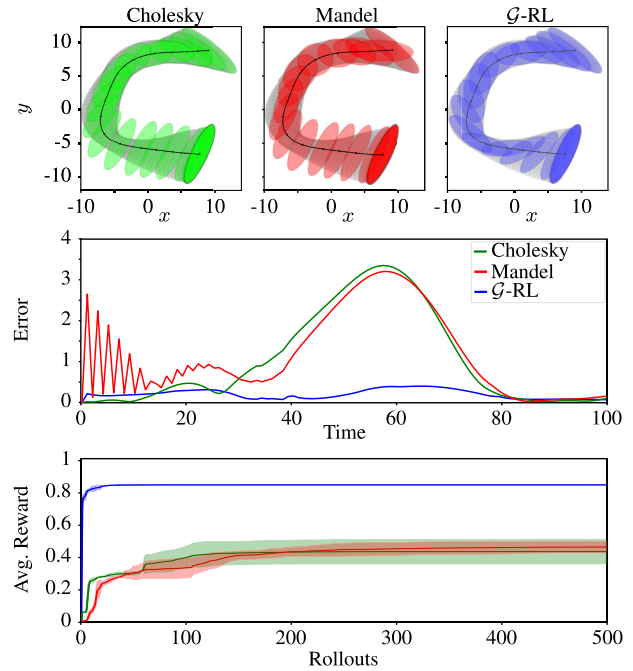 Cholesky Mandel 𝒢-RL
10
5
0
-5
-10
y
-10 0 10 -10 0 10 -10 0 10
x x x
4
3
2
1
0
Error
Cholesky
Mandel
𝒢-RL
0 20 40 60 80 100
Time
1
0.8
0.6
0.4
0.2
0
Avg. Reward
0 100 200 300 400 500
Rollouts